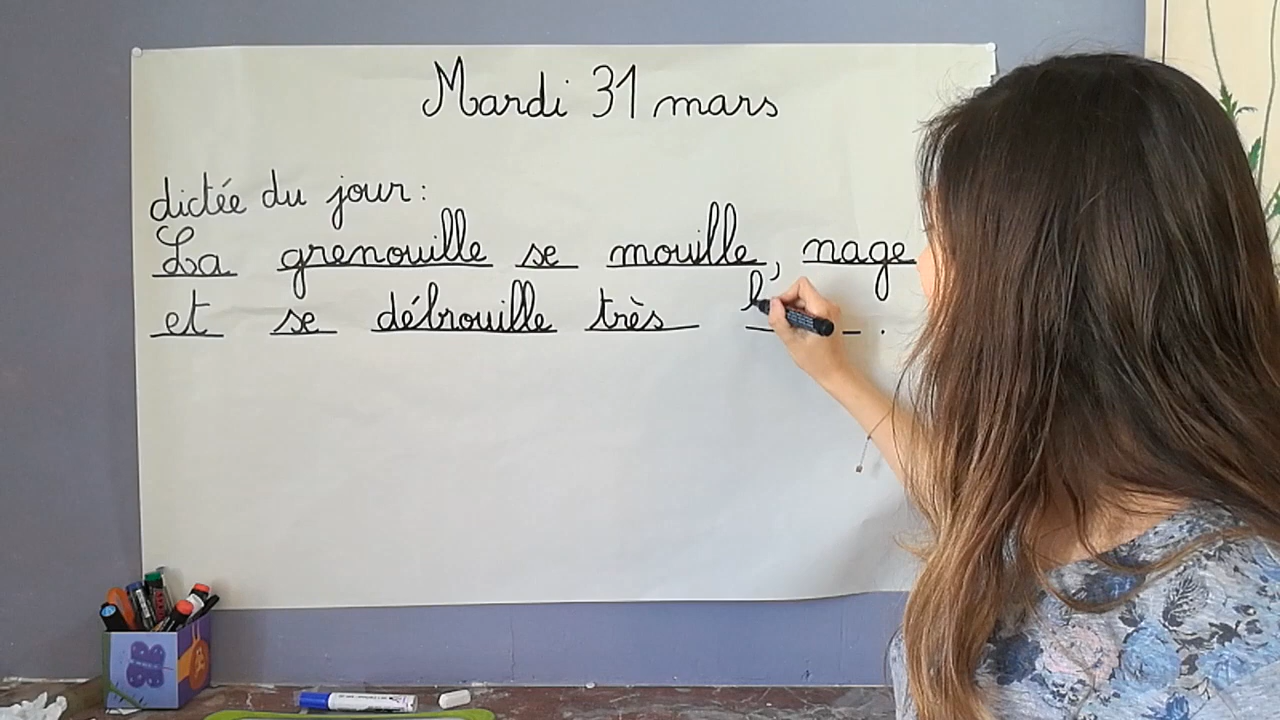 Mardi 31 mars
dictée du jour :
La grenouille se mouille, nage
et se débrouille très b